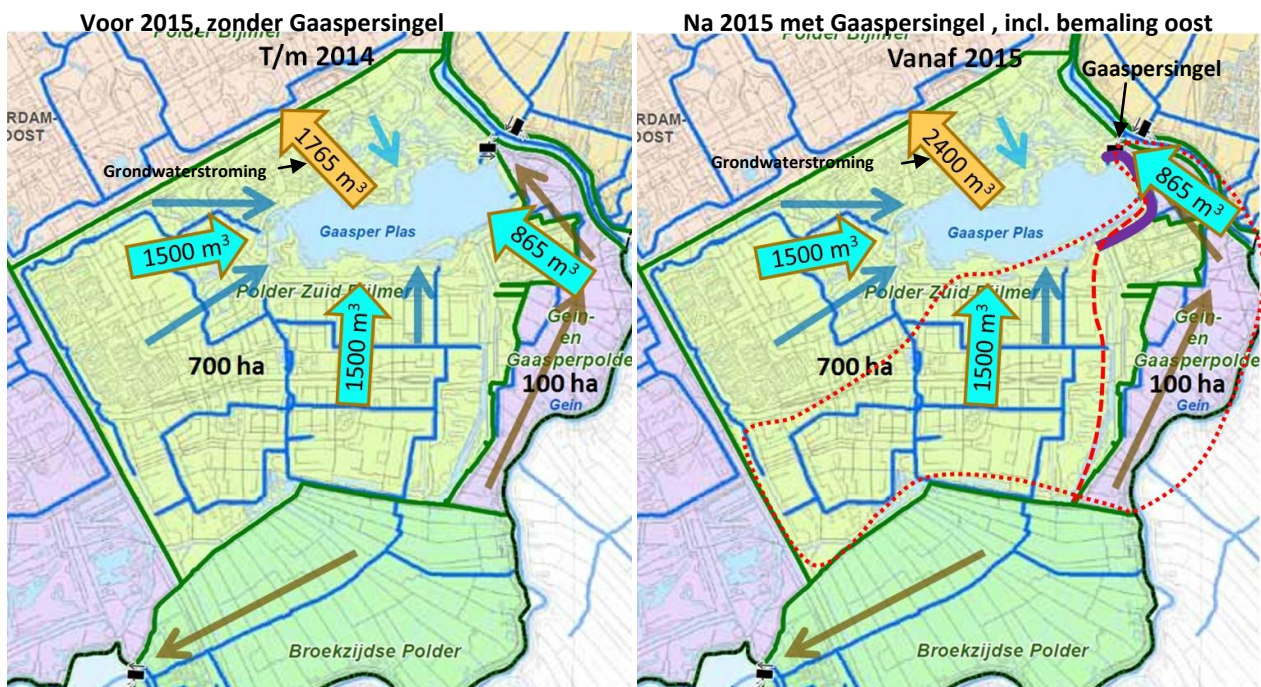 Voor 2015, zonder Gaaspersingel
Polder Bijlmer
T/m 2014
RDAM-
OOST
1765 m³
Grondwaterstroming
Gaasper Plas
1500 m³
865 m³
Polder Zuid Bijlmer
1500 m³
700 ha
Gein-
en
Gaasperpolde
100 ha
Gein
Broekzijdse Polder
Na 2015 met Gaaspersingel , incl. bemaling oost
Polder Bijlmer
Vanaf 2015
Gaaspersingel
RDAM-
OOST
2400 m³
Grondwaterstroming
865 m³
Gaasper Plas
1500 m³
Polder Zuid Bijlmer
1500 m³
700 ha
Gein-
en
Gaasperpolde
100 ha
Gein
Broekzijdse Polder